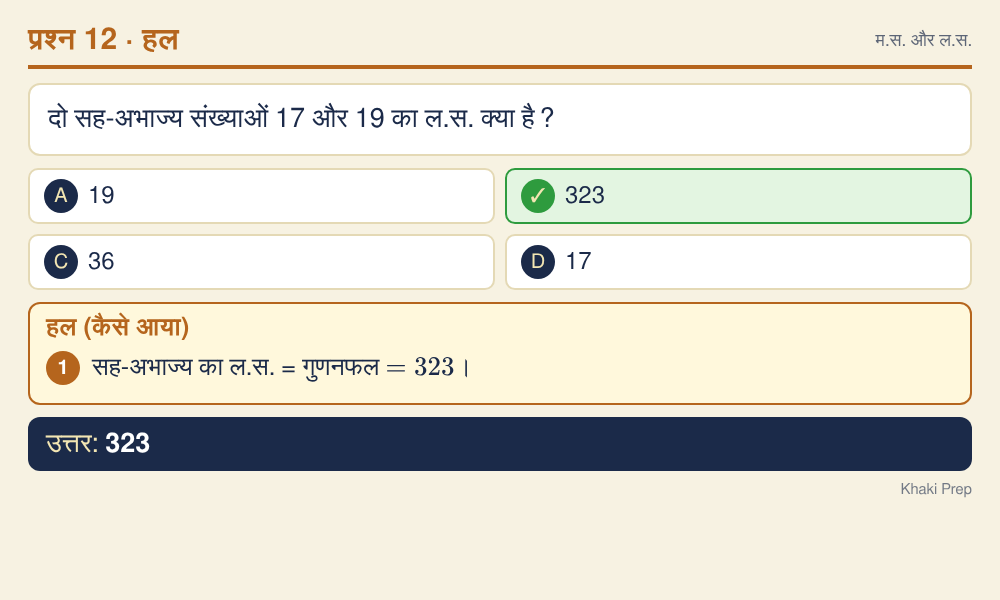 प्रश्न 12 · हल
म.स. और ल.स.
दो सह-अभाज्य संख्याओं 17 और 19 का ल.स. क्या है ?
A 19
✓ 323
C 36
D 17
हल (कैसे आया)
1 सह-अभाज्य का ल.स. = गुणनफल = 323।
उत्तर: 323
Khaki Prep